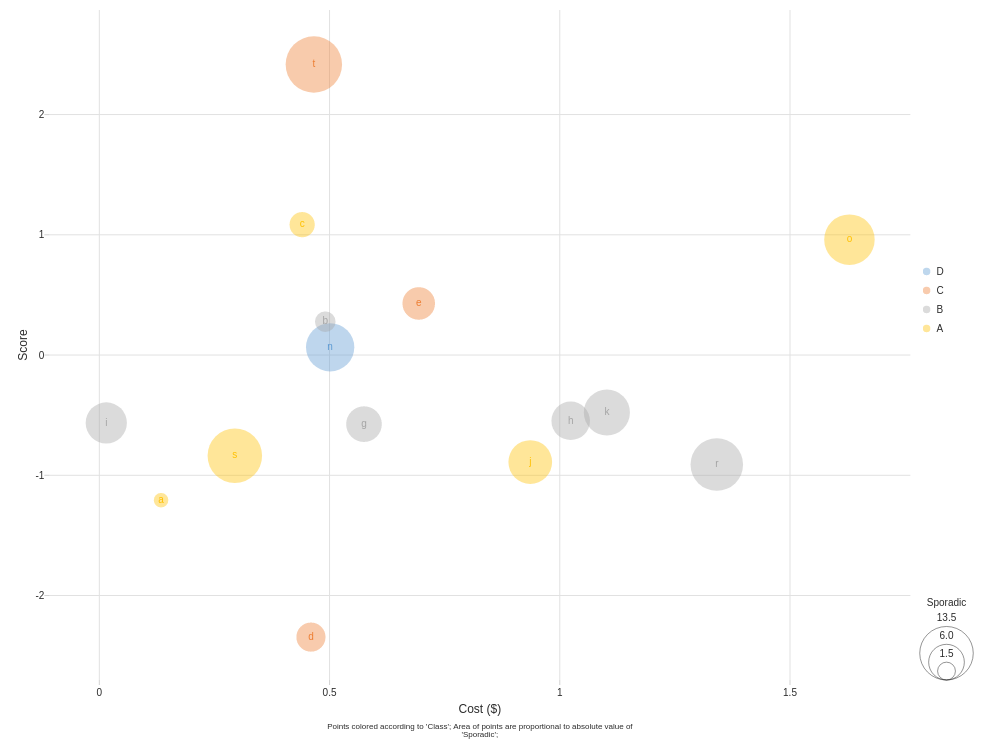 t
2
c
1
o
e
b
n
0
i
g
h
k
s
j
r
-1
a
-2
d
Score
0
0.5
1
1.5
Cost ($)
Points colored according to 'Class'; Area of points are proportional to absolute value of
'Sporadic';
D
C
B
A
Sporadic
13.5
6.0
1.5